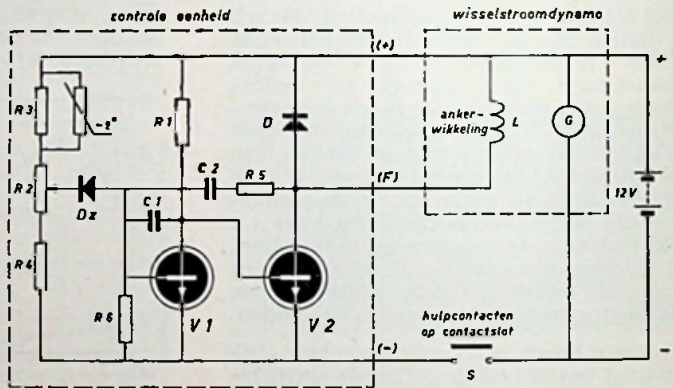 controle eenheid
wisselstroomdynamo
(+)
+
R3
-t°
R1
D
anker-
wikkeling
L
G
R2
Dz
C2
R5
(F)
12V
C1
R4
R6
V1
V2
hulpcontacten
op contactslot
(-)
-
S